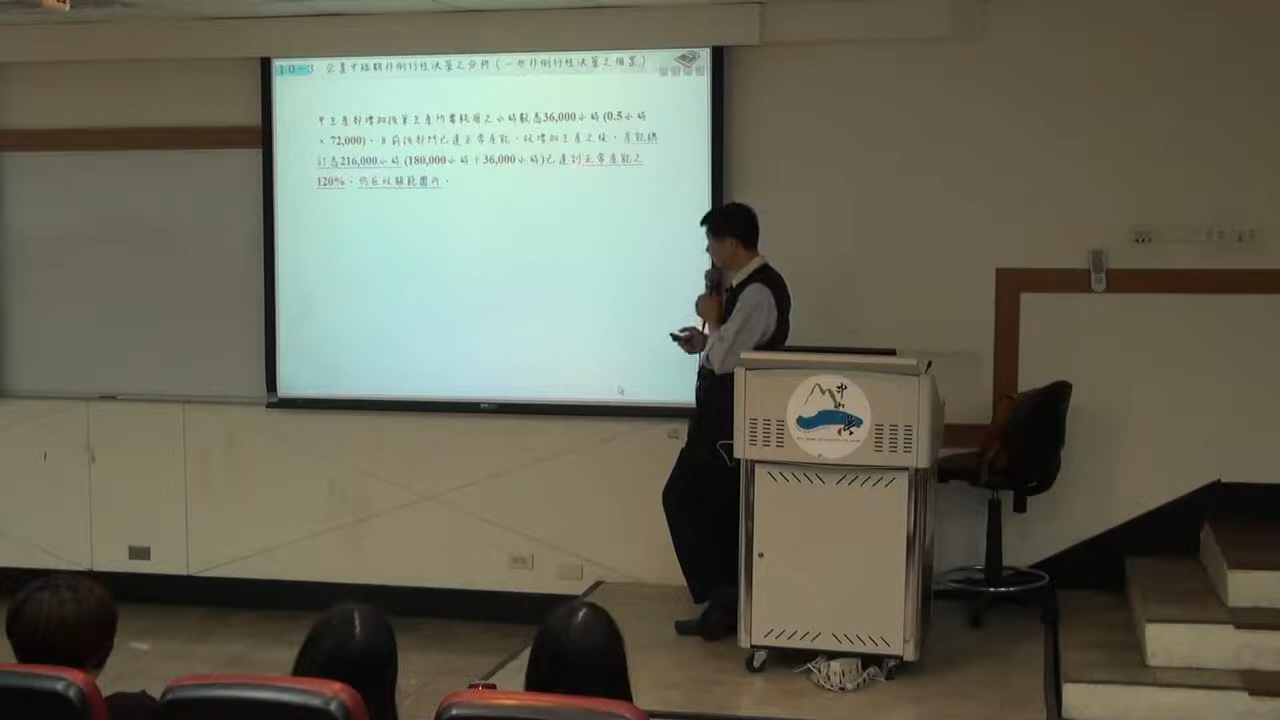 10-3 企業中短期非例行性決策之分析(一些非例行性決策之個案)
甲生產部增加該筆生產所需耗用之小時數為36,000小時(0.5小時
× 72,000)。目前該部門已達正常產能,故增加生產之後,產能總
計為216,000小時(180,000小時+36,000小時)已達到正常產能之
120%,仍在攸關範圍內。
中
興